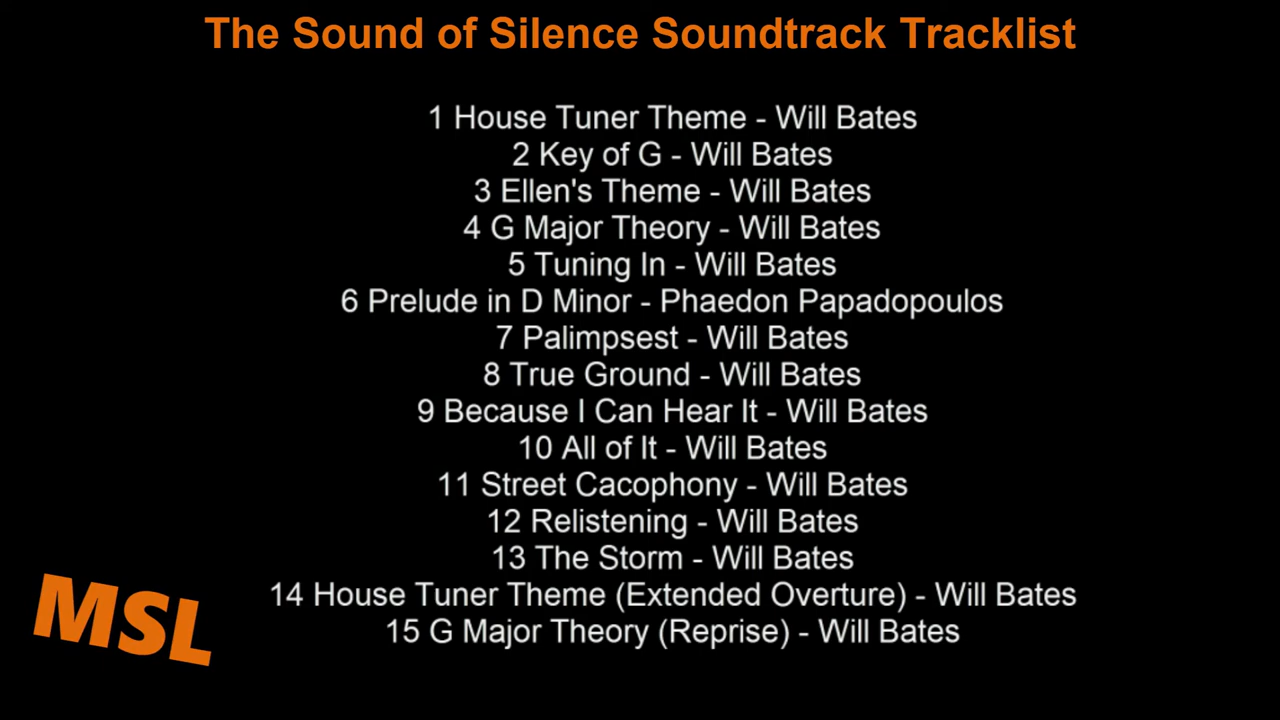 The Sound of Silence Soundtrack Tracklist
1 House Tuner Theme - Will Bates
2 Key of G - Will Bates
3 Ellen's Theme - Will Bates
4 G Major Theory - Will Bates
5 Tuning In - Will Bates
6 Prelude in D Minor - Phaedon Papadopoulos
7 Palimpsest - Will Bates
8 True Ground - Will Bates
9 Because I Can Hear It - Will Bates
10 All of It - Will Bates
11 Street Cacophony - Will Bates
12 Relistening - Will Bates
13 The Storm - Will Bates
14 House Tuner Theme (Extended Overture) - Will Bates
15 G Major Theory (Reprise) - Will Bates
MSL